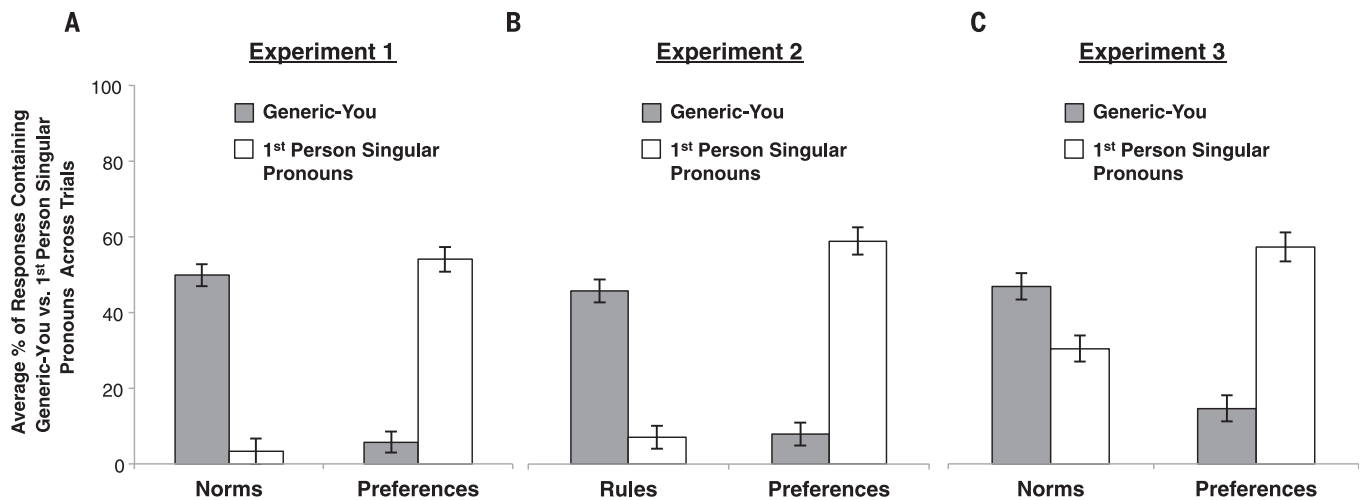 A
Experiment 1
Generic-You
1st Person Singular
Pronouns
Average % of Responses Containing
Generic-You vs. 1st Person Singular
Pronouns Across Trials
100
80
60
40
20
0
Norms
Preferences
B
Experiment 2
Generic-You
1st Person Singular
Pronouns
Rules
Preferences
C
Experiment 3
Generic-You
1st Person Singular
Pronouns
Norms
Preferences